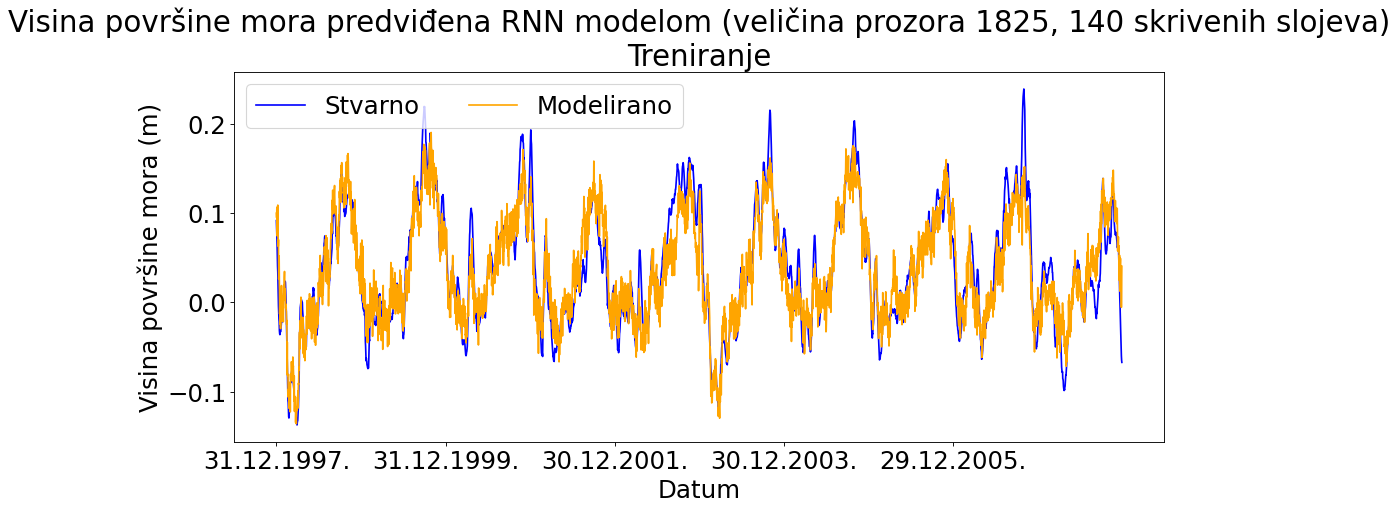 Visina površine mora predviđena RNN modelom (veličina prozora 1825, 140 skrivenih slojeva)
Treniranje
Stvarno
Modelirano
Visina površine mora (m)
0.2
0.1
0.0
−0.1
31.12.1997.
31.12.1999.
30.12.2001.
30.12.2003.
29.12.2005.
Datum